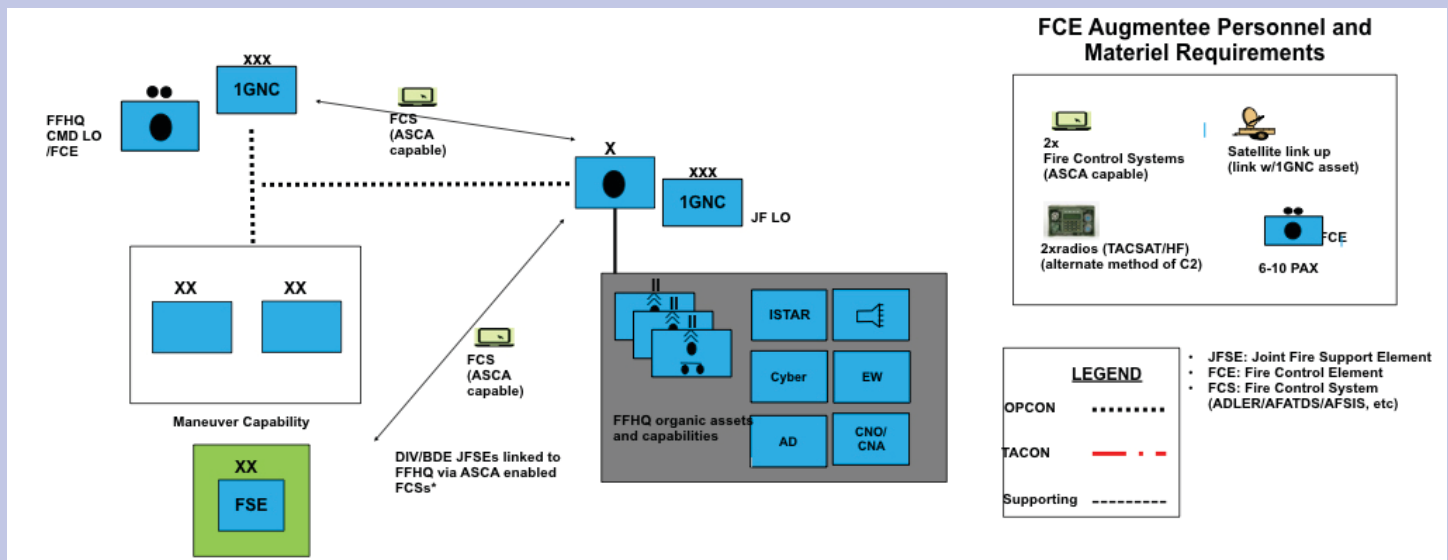 FCE Augmentee Personnel and
Materiel Requirements
XXX
1GNC
FFHQ
CMD LO
/FCE
FCS
(ASCA
capable)
X
XXX
1GNC
JF LO
XX
XX
Maneuver Capability
XX
FSE
FCS
(ASCA
capable)
DIV/BDE JFSEs linked to
FFHQ via ASCA enabled
FCSs*
II
II
II
ISTAR
Cyber
EW
AD
CNO/
CNA
FFHQ organic assets
and capabilities
2x
Fire Control Systems
(ASCA capable)
Satellite link up
(link w/1GNC asset)
2xradios (TACSAT/HF)
(alternate method of C2)
FCE
6-10 PAX
LEGEND
OPCON
TACON
Supporting
• JFSE: Joint Fire Support Element
• FCE: Fire Control Element
• FCS: Fire Control System
(ADLER/AFATDS/AFSIS, etc)